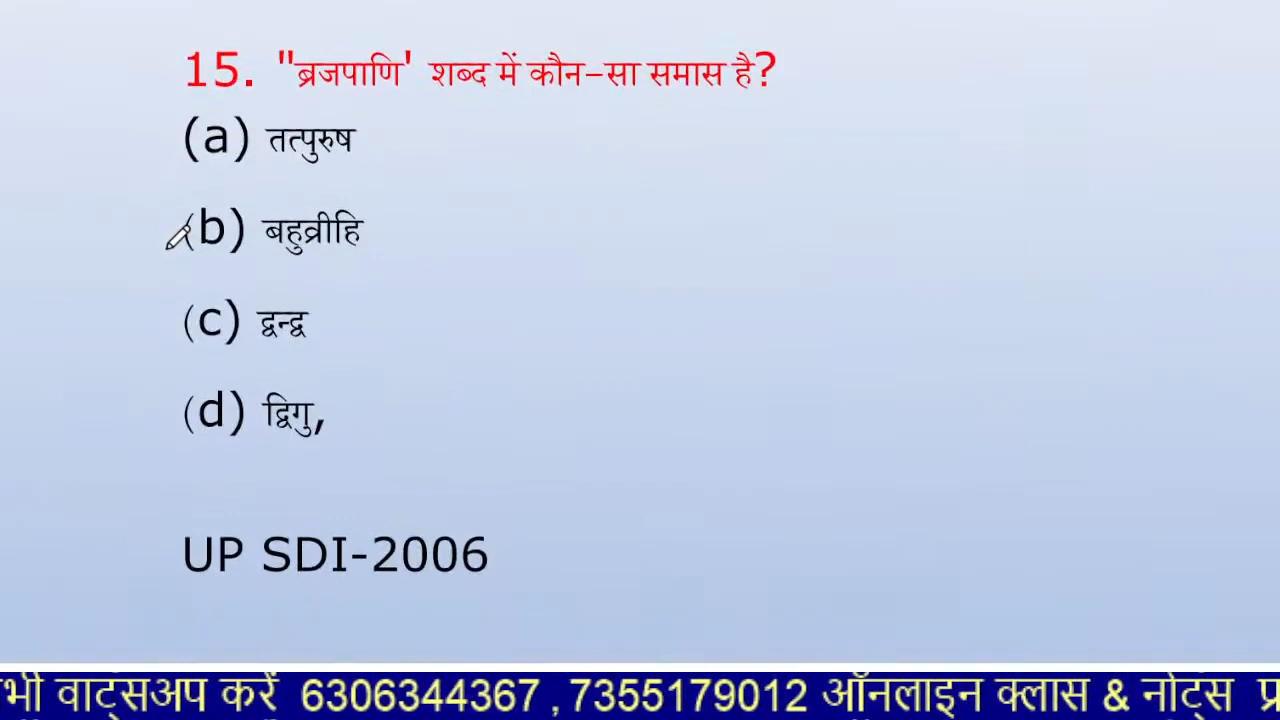 15. "ब्रजपाणि' शब्द में कौन-सा समास है?
(a) तत्पुरुष
(b) बहुव्रीहि
(c) द्वन्द्व
(d) द्विगु,
UP SDI-2006
भी वाट्सअप करें 6306344367 ,7355179012 ऑनलाइन क्लास & नोट्स प्र